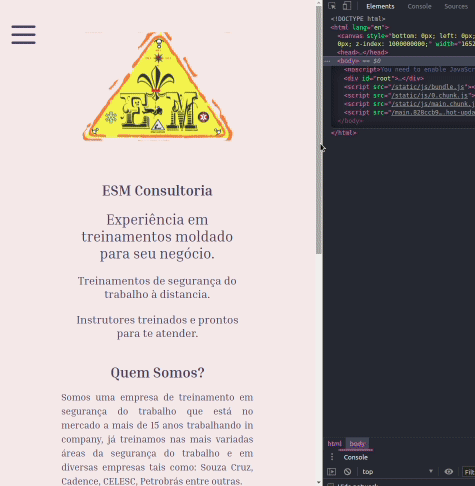 ESM
ESM Consultoria
Experiência em
treinamentos moldado
para seu negócio.
Treinamentos de segurança do
trabalho à distancia.
Instrutores treinados e prontos
para te atender.
Quem Somos?
Somos uma empresa de treinamento em
segurança do trabalho que está no
mercado a mais de 15 anos trabalhando in
company, já treinamos nas mais variadas
áreas da segurança do trabalho e em
diversas empresas tais como: Souza Cruz,
Cadence, CELESC, Petrobrás entre outras.
Elements Console Sources
<!DOCTYPE html>
<html lang="en">
<canvas style="bottom: 0px; left: 0px;
0px; z-index: 1000000000;" width="1652
<head>…</head>
<body> == $0
<noscript>You need to enable JavaScr
<div id="root">…</div>
<script src="/static/js/bundle.js"><
<script src="/static/js/0.chunk.js"
<script src="/static/js/main.chunk.j
<script src="/main.828ccb9….hot-upda
</body>
</html>
html body
Console
top
Filt